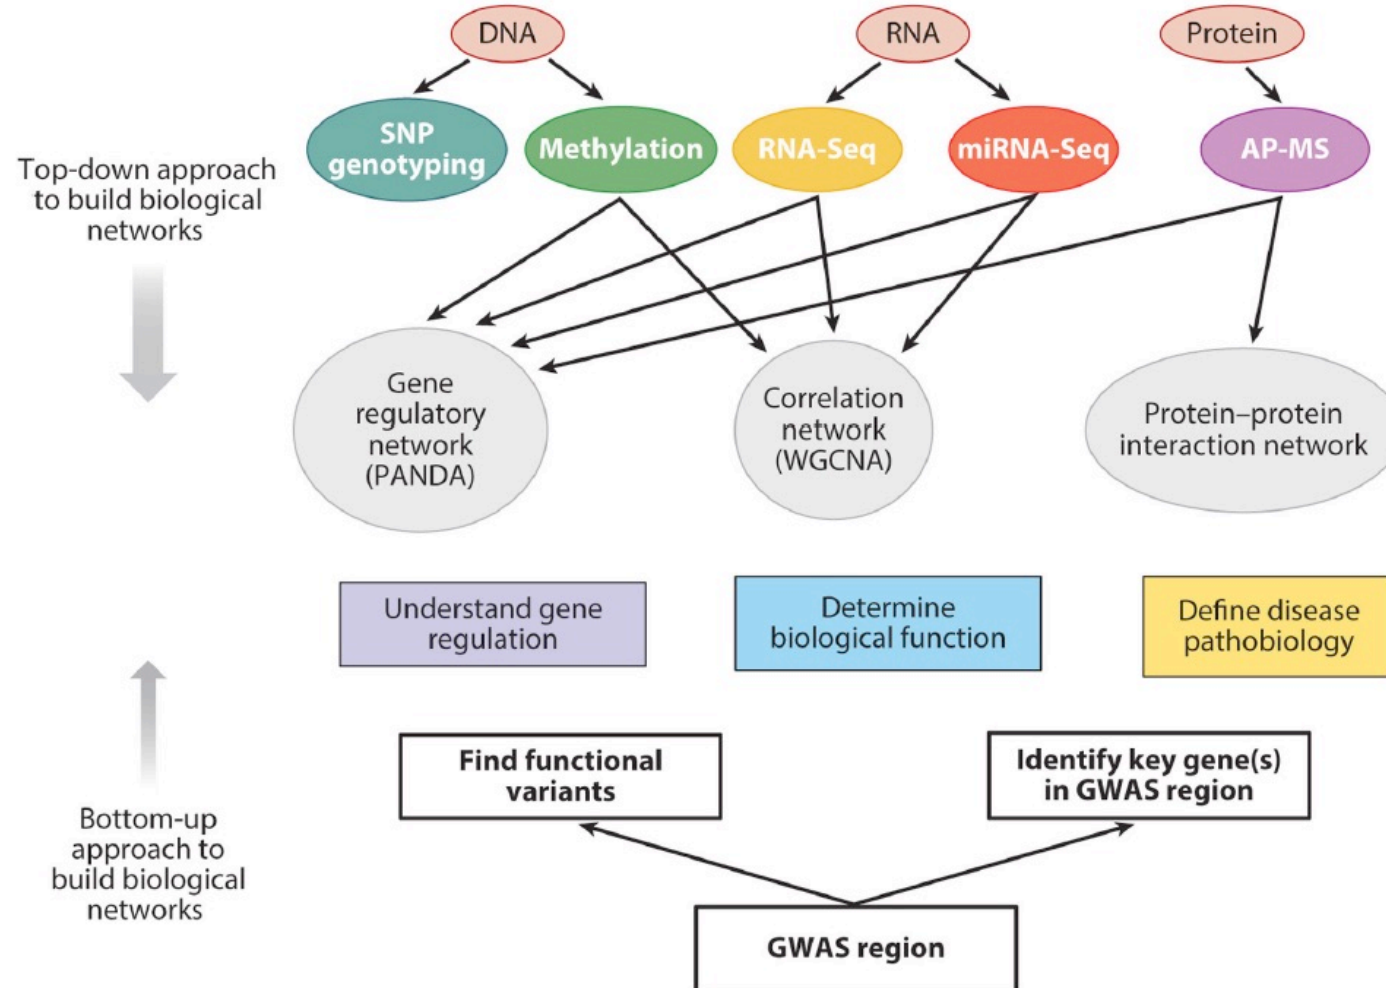 DNA
RNA
Protein
SNP
genotyping
Methylation
RNA-Seq
miRNA-Seq
AP-MS
Top-down approach
to build biological
networks
Gene
regulatory
network
(PANDA)
Correlation
network
(WGCNA)
Protein–protein
interaction network
Understand gene
regulation
Determine
biological function
Define disease
pathobiology
Find functional
variants
Identify key gene(s)
in GWAS region
Bottom-up
approach to
build biological
networks
GWAS region